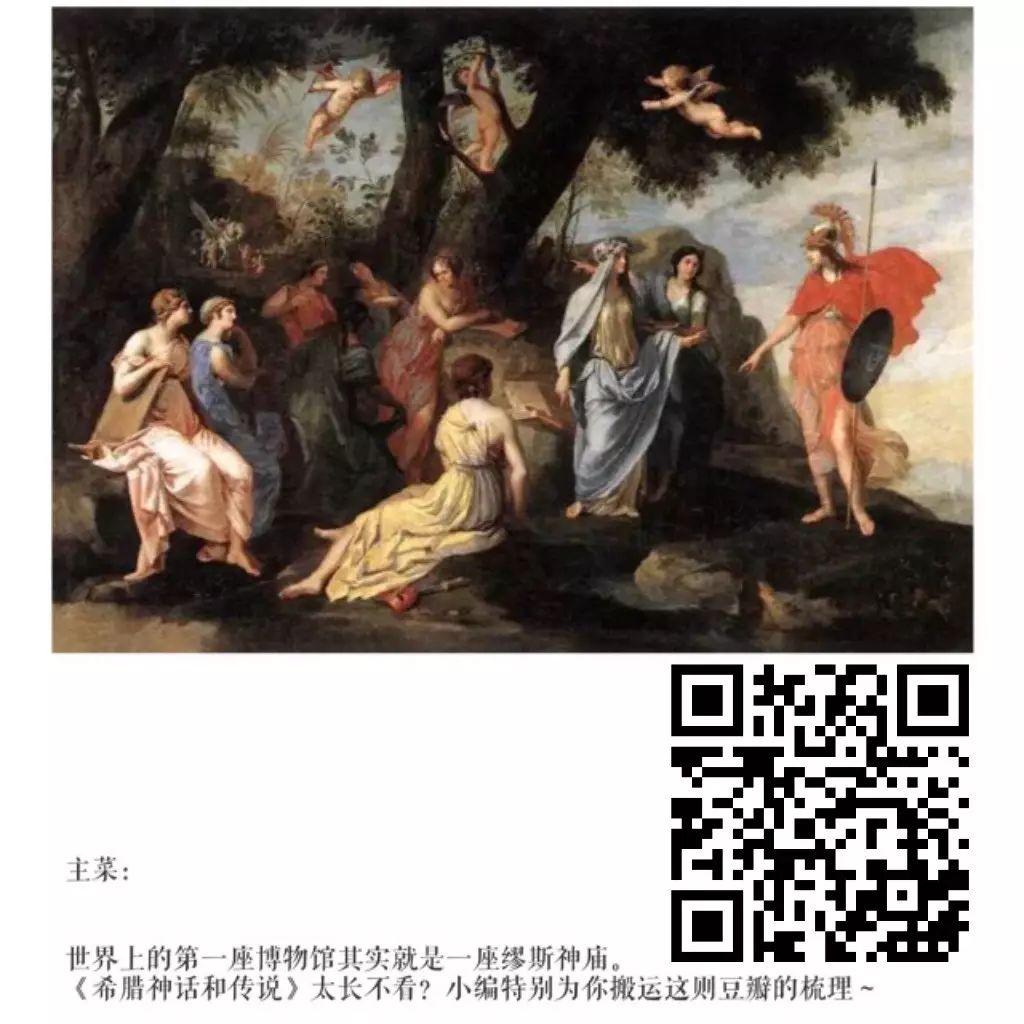 主菜：
世界上的第一座博物馆其实就是一座缪斯神庙。
《希腊神话和传说》太长不看？小编特别为你搬运这则豆瓣的梳理～